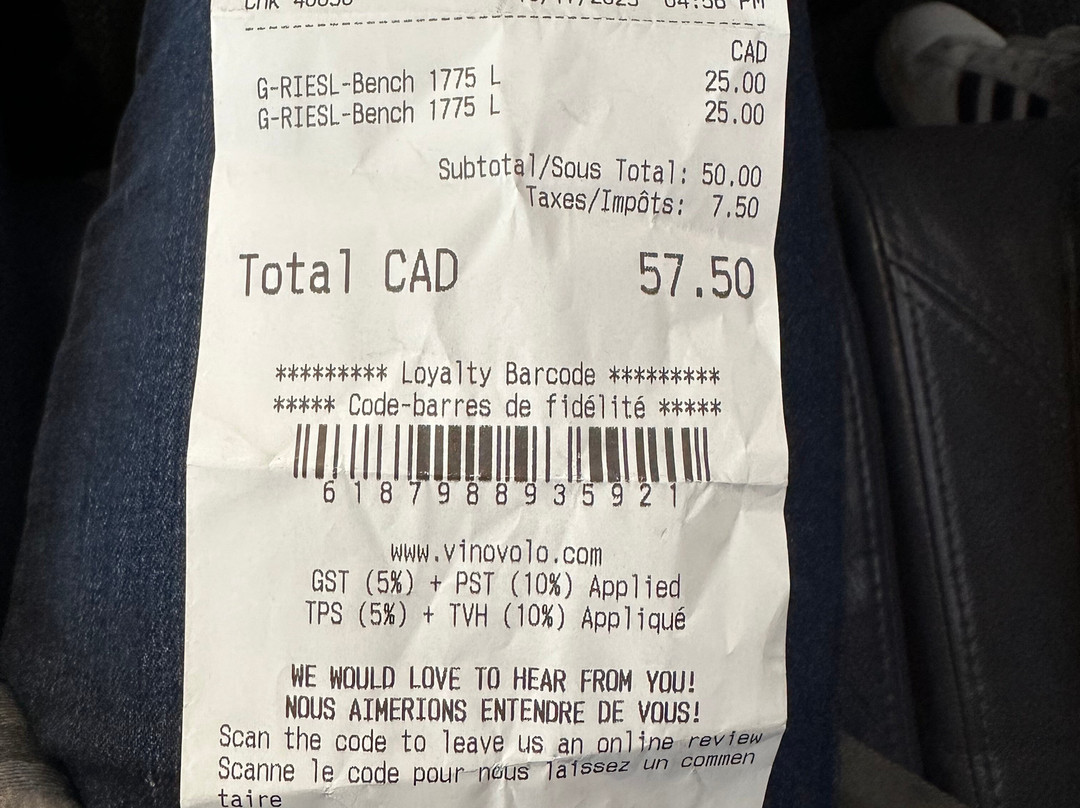 CAD
G-RIESL-Bench 1775 L 25.00
G-RIESL-Bench 1775 L 25.00
Subtotal/Sous Total: 50.00
Taxes/Impôts: 7.50
Total CAD 57.50
********* Loyalty Barcode *********
***** Code-barres de fidélité *****
6187988935921
www.vinovolo.com
GST (5%) + PST (10%) Applied
TPS (5%) + TVH (10%) Appliqué
WE WOULD LOVE TO HEAR FROM YOU!
NOUS AIMERIONS ENTENDRE DE VOUS!
Scan the code to leave us an online review
Scanne le code pour nous laissez un commen
taire